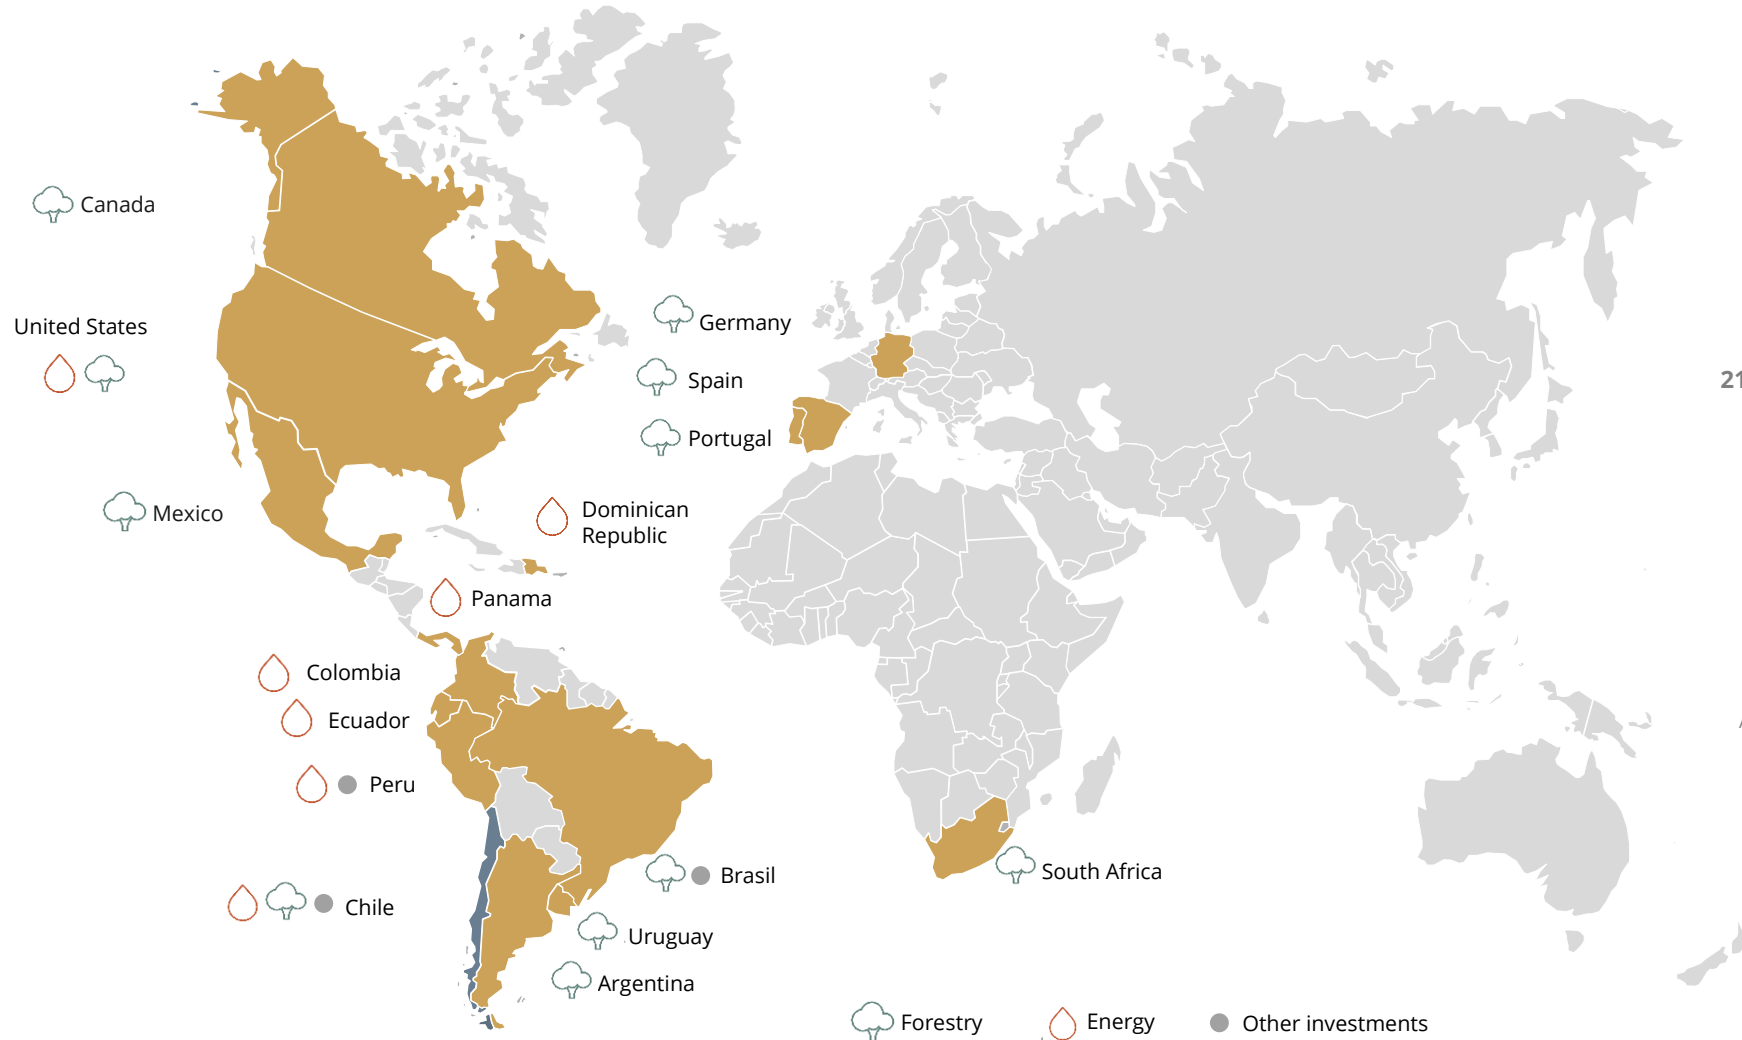 Canada
United States
Germany
Spain
Portugal
21
Mexico
Dominican
Republic
Panama
Colombia
Ecuador
Peru
Brasil
South Africa
Chile
Uruguay
Argentina
Forestry
Energy
Other investments